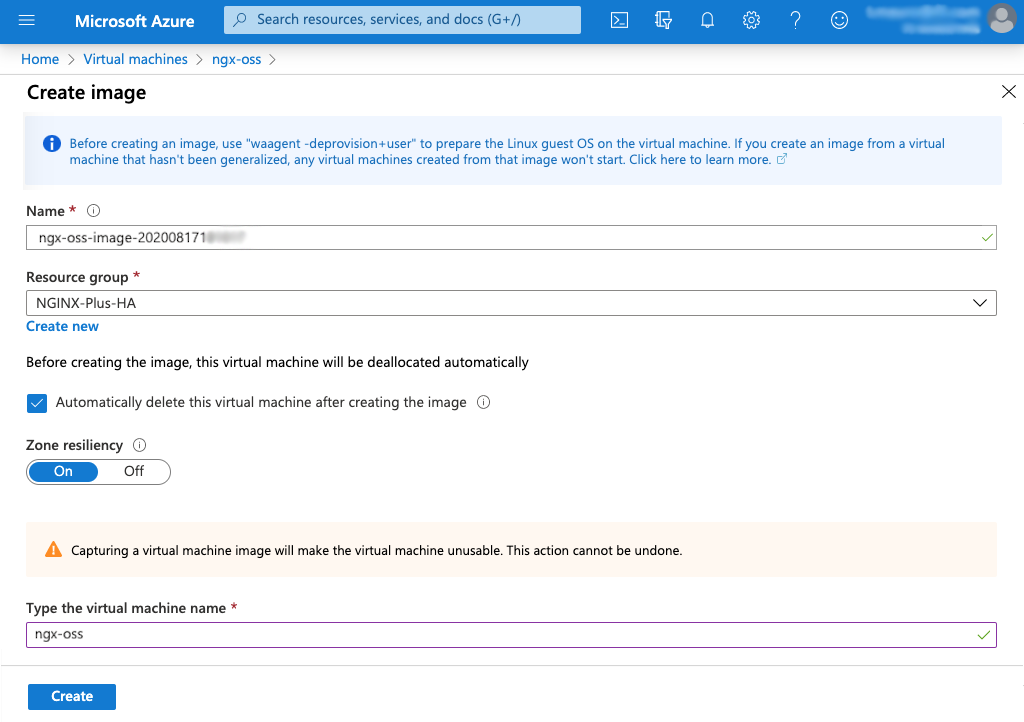 Microsoft Azure
Search resources, services, and docs (G+/)
Home > Virtual machines > ngx-oss >
Create image
Before creating an image, use "waagent -deprovision+user" to prepare the Linux guest OS on the virtual machine. If you create an image from a virtual
machine that hasn't been generalized, any virtual machines created from that image won't start. Click here to learn more.
Name *
ngx-oss-image-202008171
Resource group *
NGINX-Plus-HA
Create new
Before creating the image, this virtual machine will be deallocated automatically
Automatically delete this virtual machine after creating the image
Zone resiliency
On Off
Capturing a virtual machine image will make the virtual machine unusable. This action cannot be undone.
Type the virtual machine name *
ngx-oss
Create